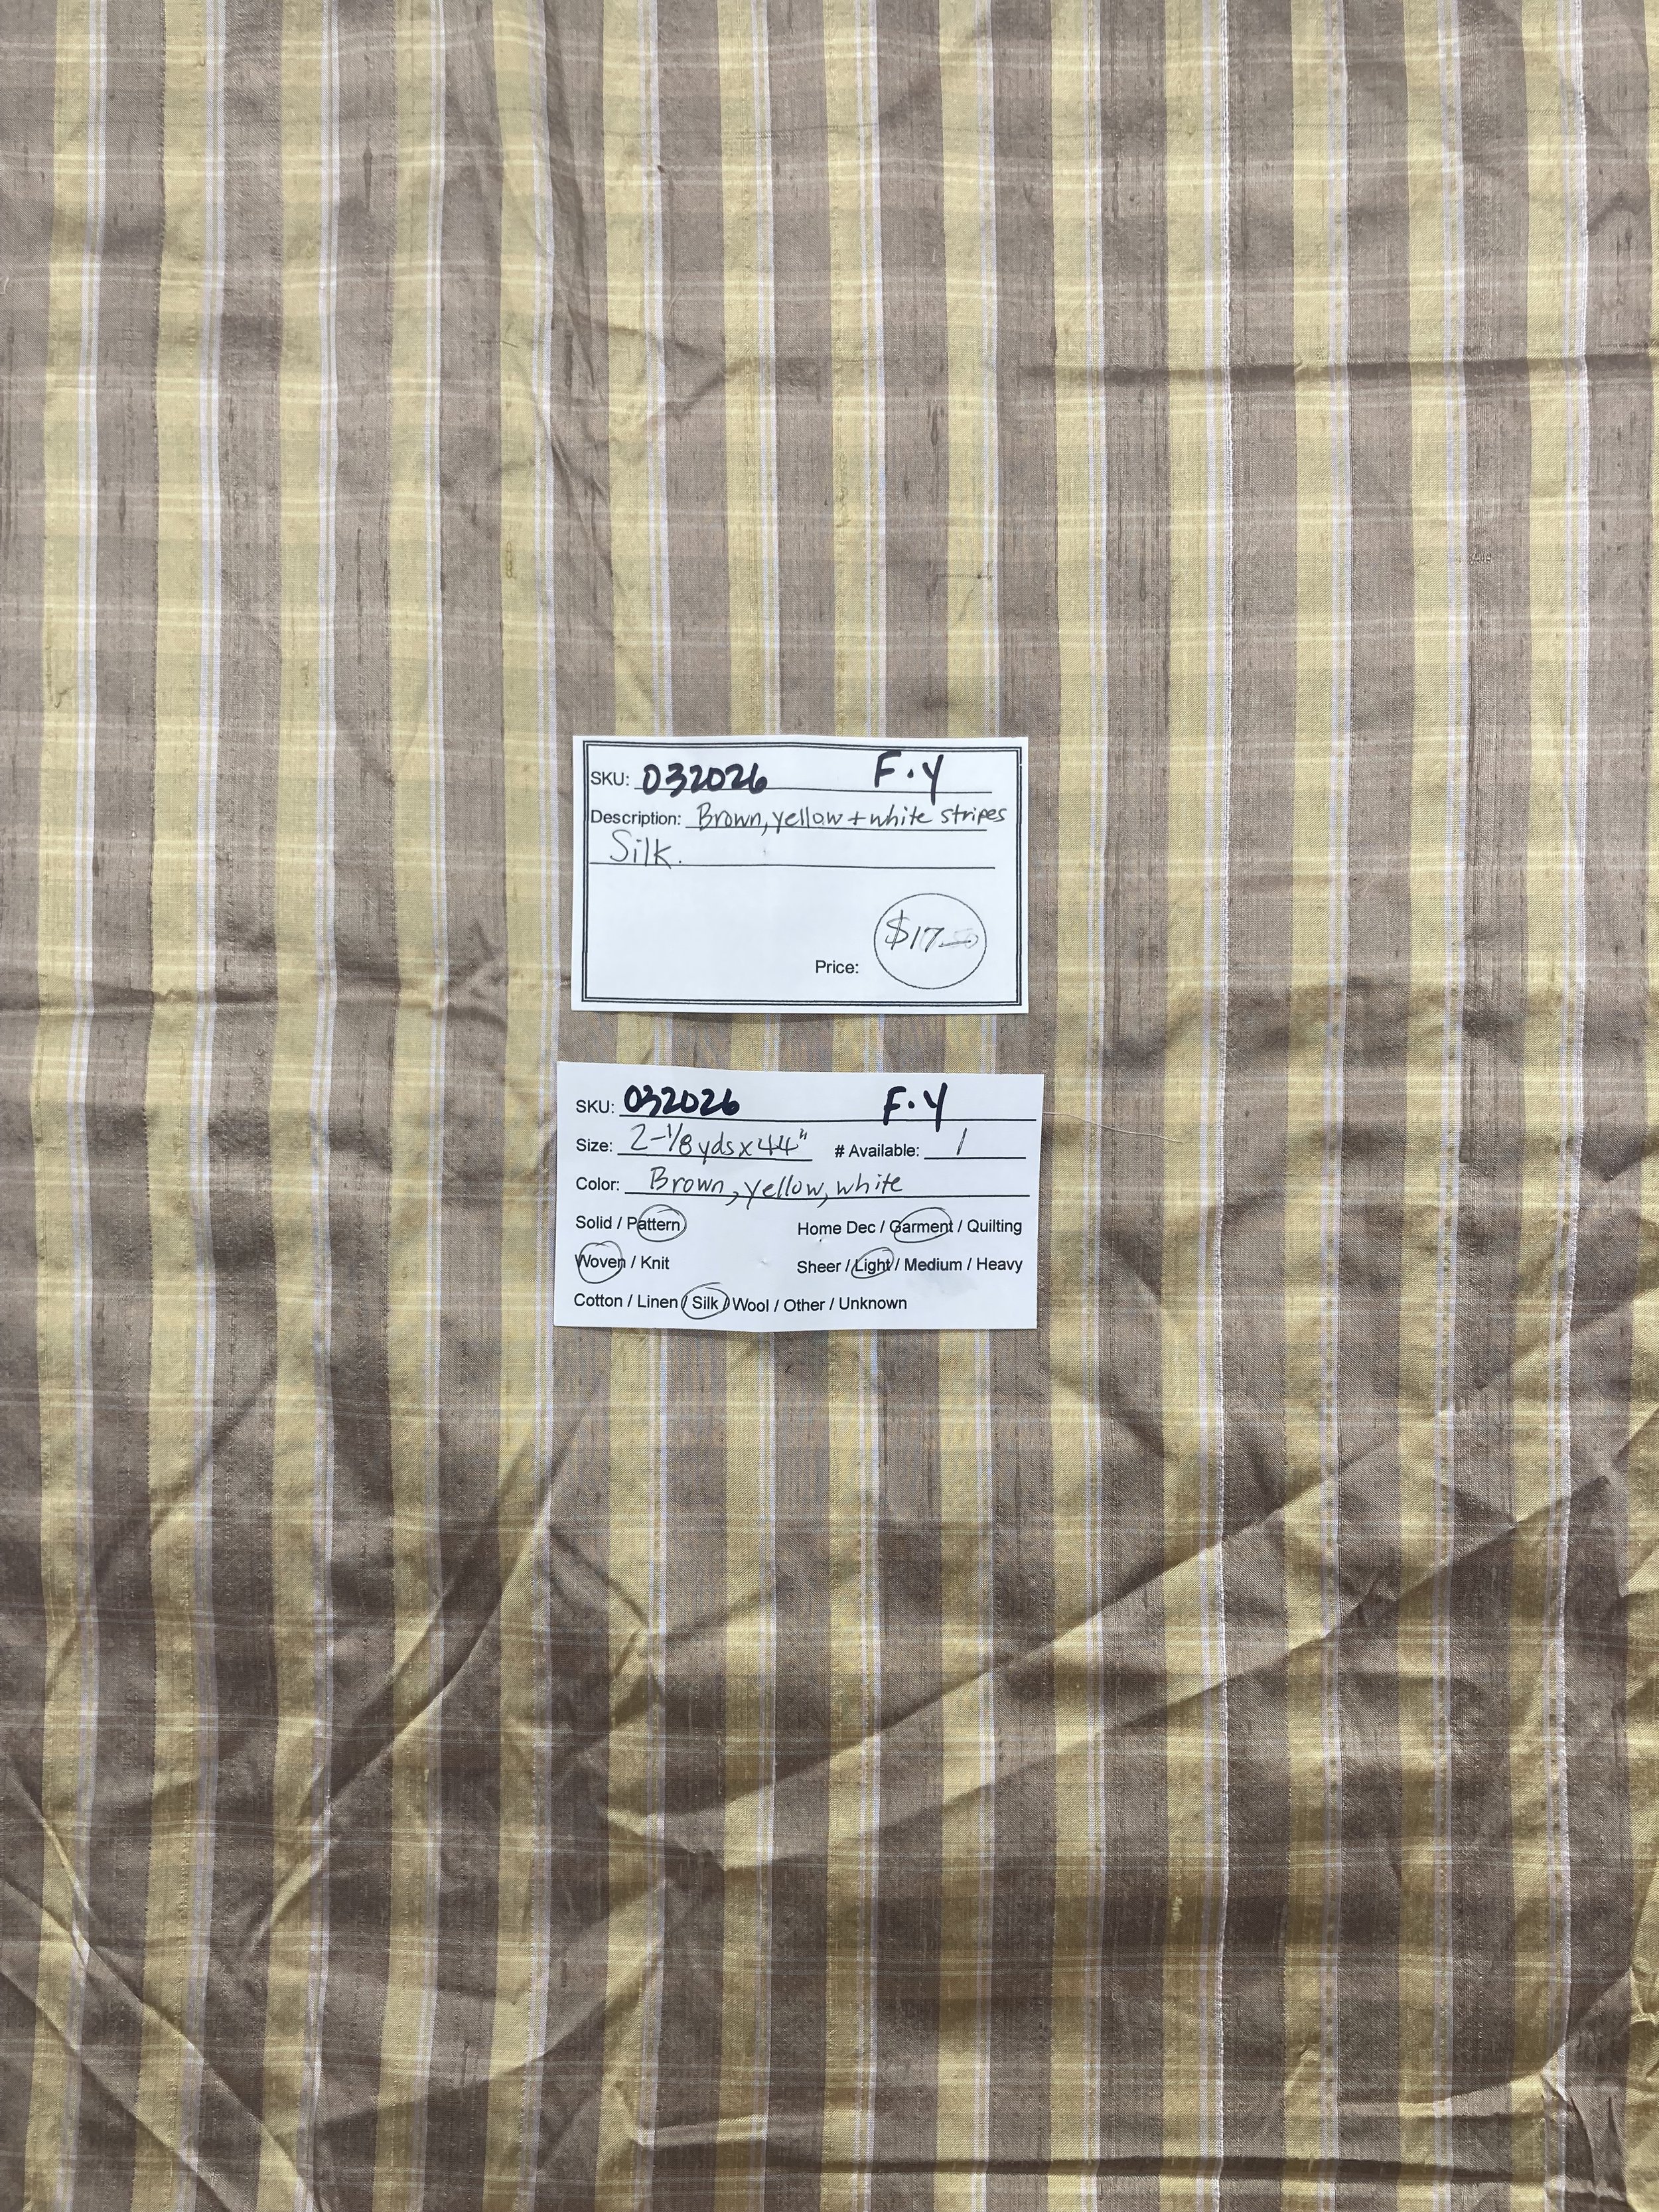 SKU: 032026 F.Y
Description: Brown, yellow + white stripes
Silk.
$17.—
Price:
SKU: 032026 F.Y
Size: 2-1/8 yds x 44" # Available: 1
Color: Brown, yellow, white
Solid / Pattern Home Dec / Garment / Quilting
Woven / Knit Sheer / Light / Medium / Heavy
Cotton / Linen / Silk / Wool / Other / Unknown